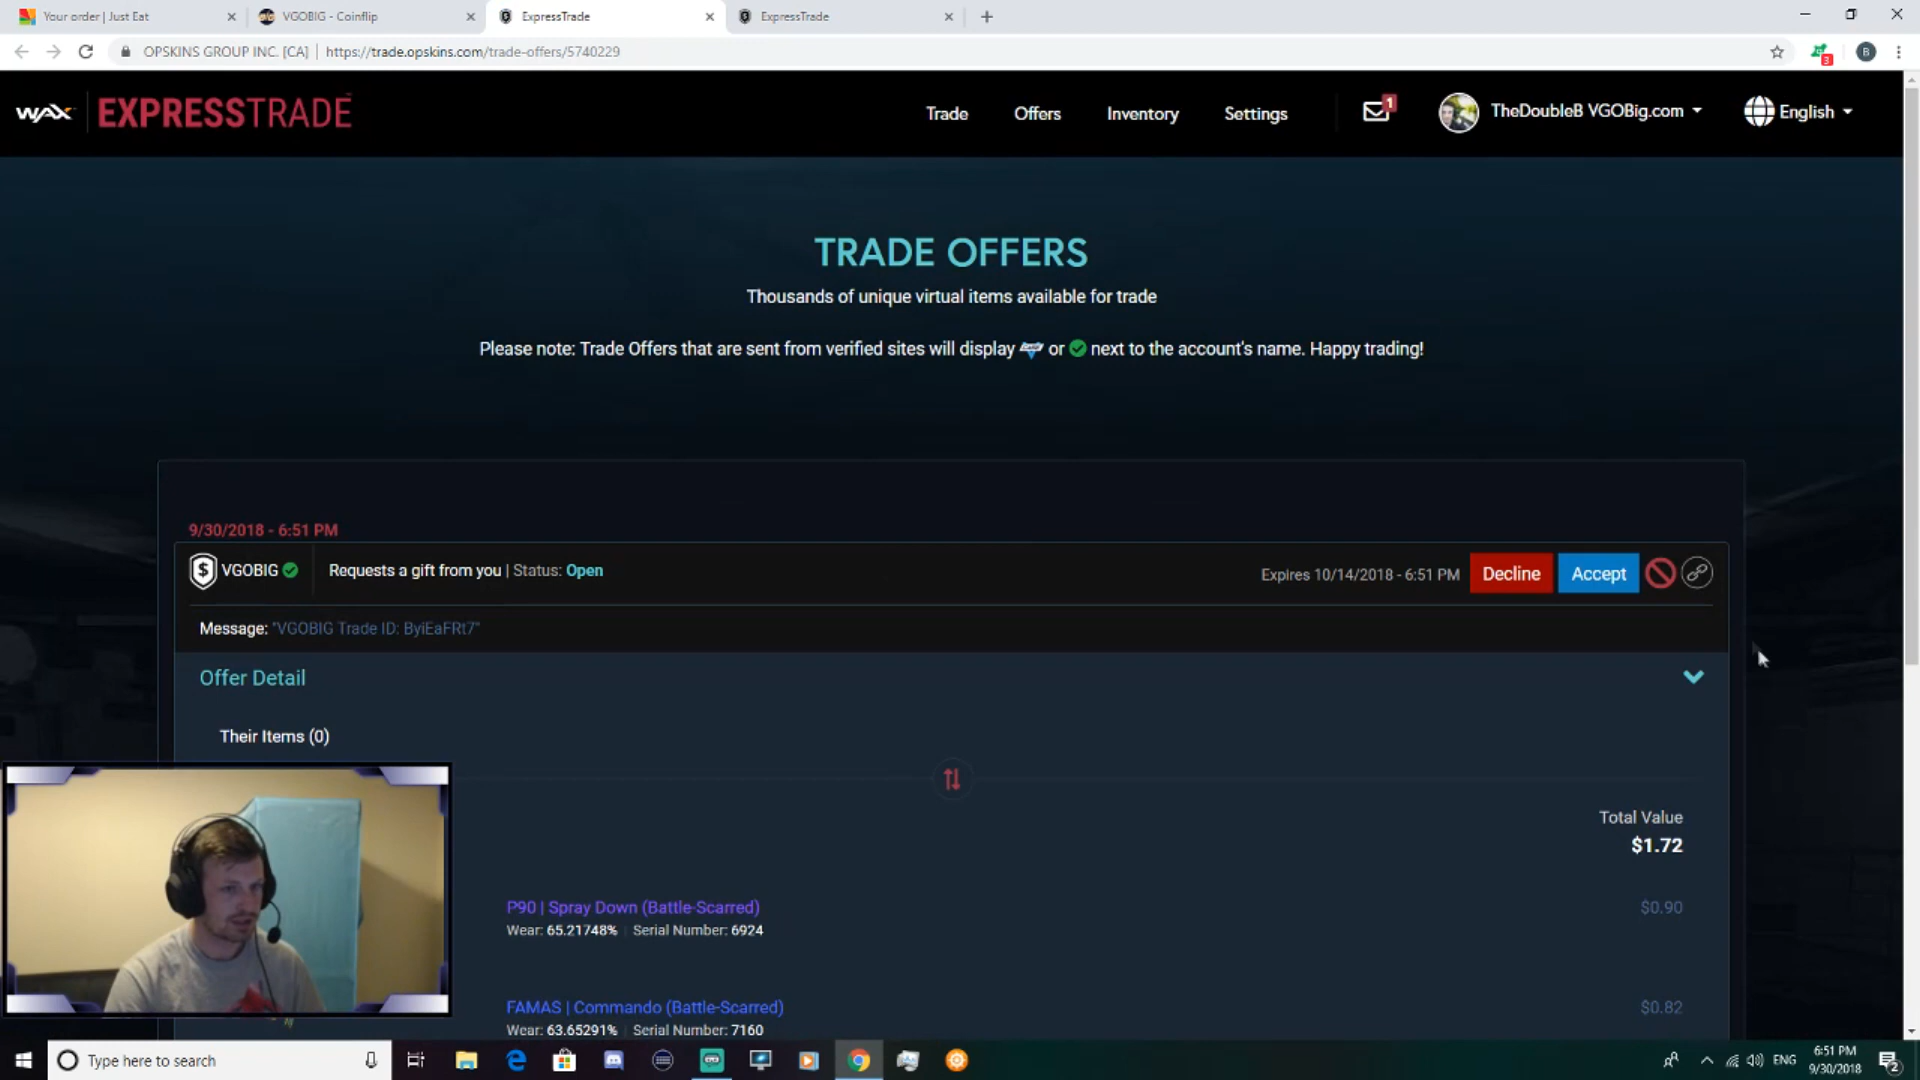 Your order | Just Eat
VGOBIG - Coinflip
ExpressTrade
ExpressTrade
OPSKINS GROUP INC. [CA] | https://trade.opskins.com/trade-offers/5740229
3
B
WAX EXPRESSTRADE
Trade Offers Inventory Settings
1
TheDoubleB VGOBig.com
English
TRADE OFFERS
Thousands of unique virtual items available for trade
Please note: Trade Offers that are sent from verified sites will display or next to the account's name. Happy trading!
9/30/2018 - 6:51 PM
VGOBIG
Requests a gift from you | Status: Open
Expires 10/14/2018 - 6:51 PM
Decline
Accept
Message: "VGOBIG Trade ID: ByiEaFRt7"
Offer Detail
Their Items (0)
Total Value
$1.72
P90 | Spray Down (Battle-Scarred)
$0.90
Wear: 65.21748% | Serial Number: 6924
FAMAS | Commando (Battle-Scarred)
$0.82
Wear: 63.65291% | Serial Number: 7160
Type here to search
ENG
6:51 PM
9/30/2018
2